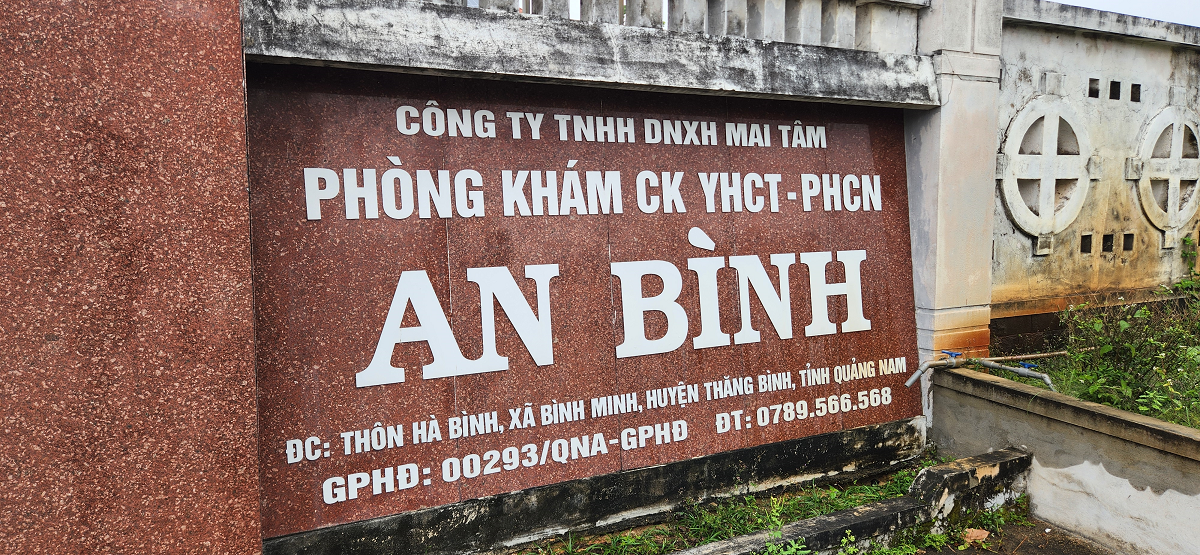 CÔNG TY TNHH DNXH MAI TÂM
PHÒNG KHÁM CK YHCT-PHCN
AN BÌNH
ĐC: THÔN HÀ BÌNH, XÃ BÌNH MINH, HUYỆN THĂNG BÌNH, TỈNH QUẢNG NAM
GPHĐ: 00293/QNA-GPHĐ ĐT: 0789.566.568